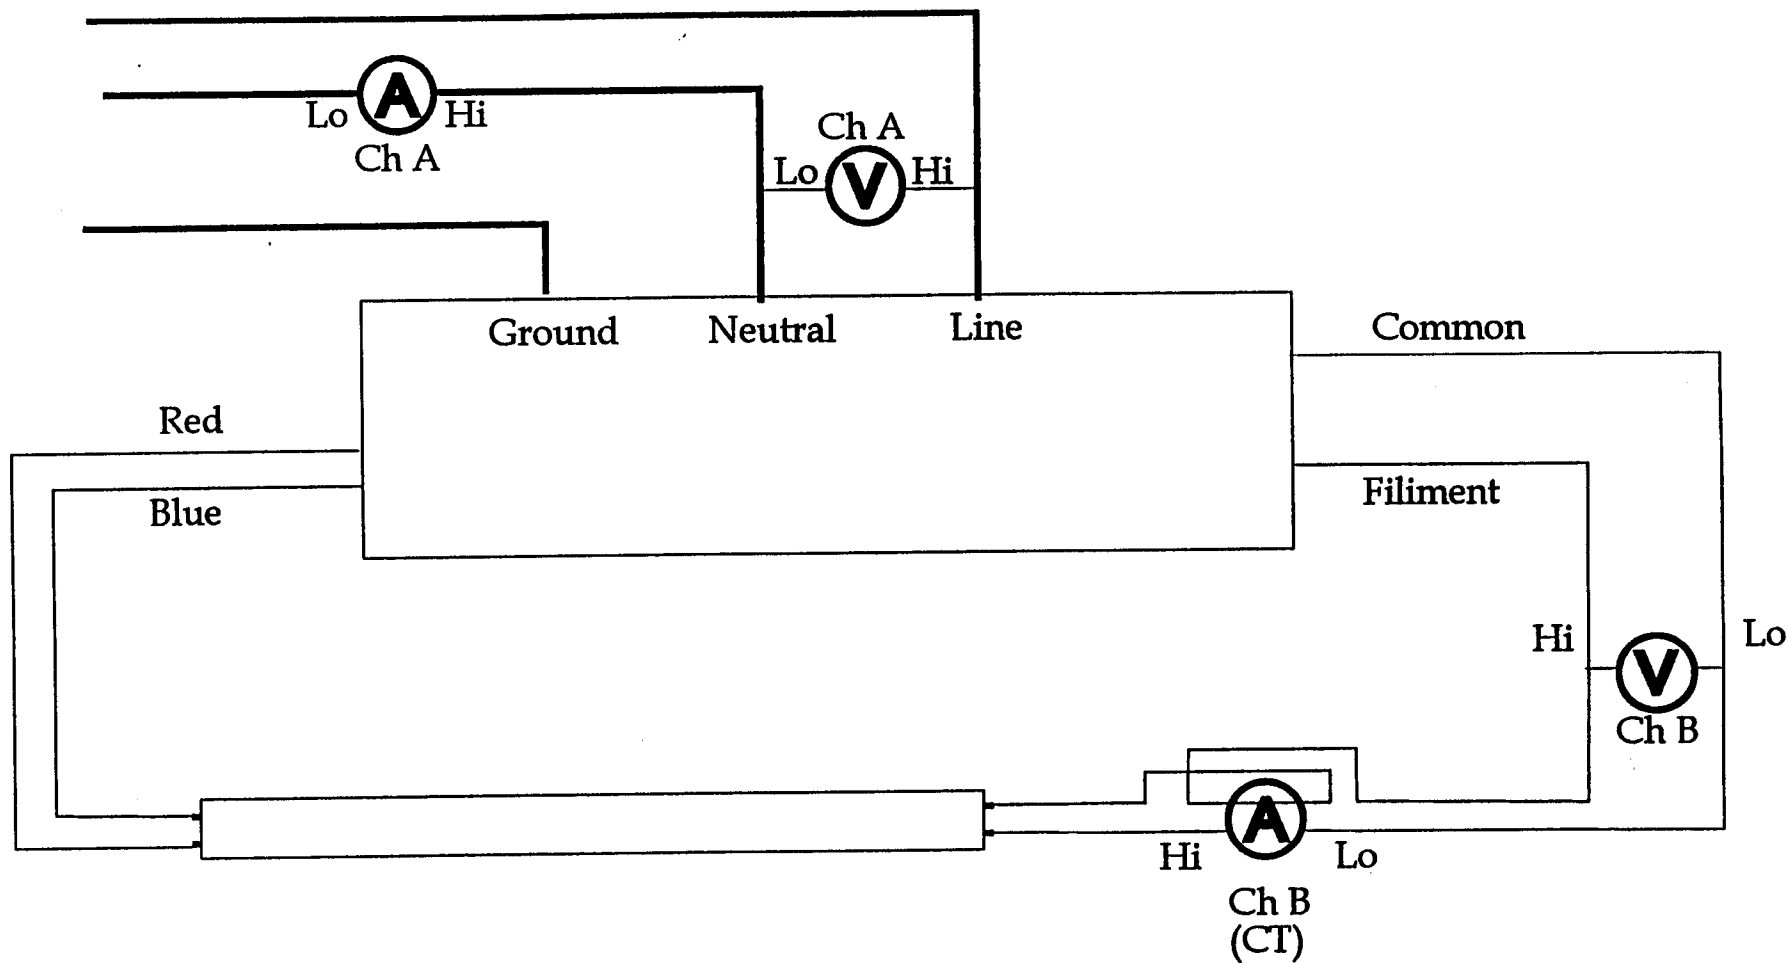 A
Lo
Hi
Ch A
Ch A
Lo
V
Hi
Ground
Neutral
Line
Common
Red
Blue
Filiment
Hi
V
Lo
Ch B
A
Hi
Lo
Ch B
(CT)